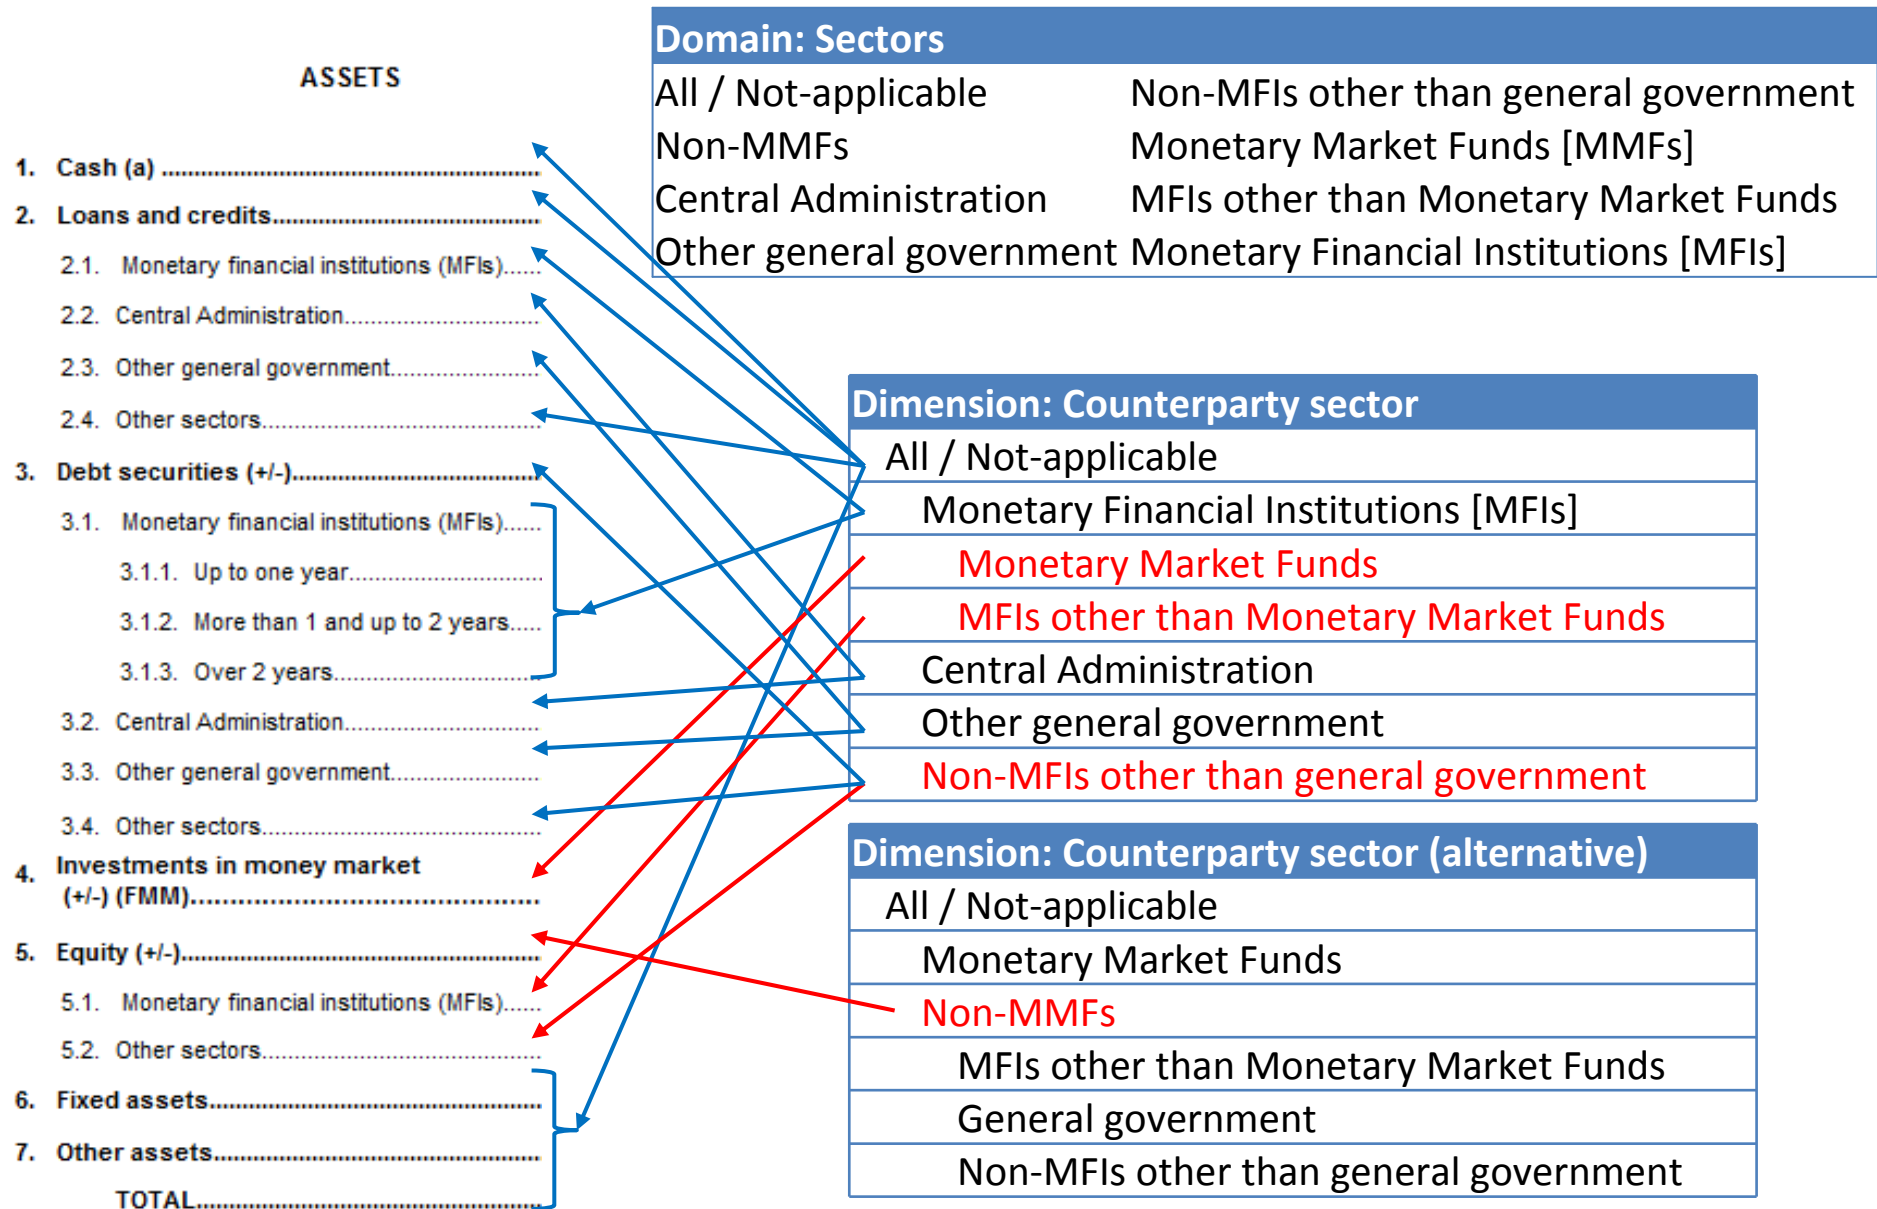 ASSETS
1. Cash (a) ..........................................................
2. Loans and credits.........................................
2.1. Monetary financial institutions (MFIs)......
2.2. Central Administration..............................
2.3. Other general government.......................
2.4. Other sectors...........................................
3. Debt securities (+/-)......................................
3.1. Monetary financial institutions (MFIs)......
3.1.1. Up to one year..............................
3.1.2. More than 1 and up to 2 years.....
3.1.3. Over 2 years................................
3.2. Central Administration..............................
3.3. Other general government.......................
3.4. Other sectors...........................................
4. Investments in money market
(+/-) (FMM)..........................................
5. Equity (+/-).......................................................
5.1. Monetary financial institutions (MFIs)......
5.2. Other sectors...........................................
6. Fixed assets...................................................
7. Other assets..................................................
TOTAL.....................................................
Domain: Sectors
All / Not-applicable Non-MFIs other than general government
Non-MMFs Monetary Market Funds [MMFs]
Central Administration MFIs other than Monetary Market Funds
Other general government Monetary Financial Institutions [MFIs]
Dimension: Counterparty sector
All / Not-applicable
Monetary Financial Institutions [MFIs]
Monetary Market Funds
MFIs other than Monetary Market Funds
Central Administration
Other general government
Non-MFIs other than general government
Dimension: Counterparty sector (alternative)
All / Not-applicable
Monetary Market Funds
Non-MMFs
MFIs other than Monetary Market Funds
General government
Non-MFIs other than general government